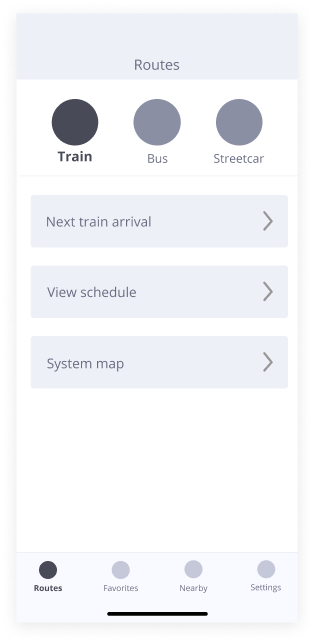 Routes
Train Bus Streetcar
Next train arrival
View schedule
System map
Routes Favorites Nearby Settings